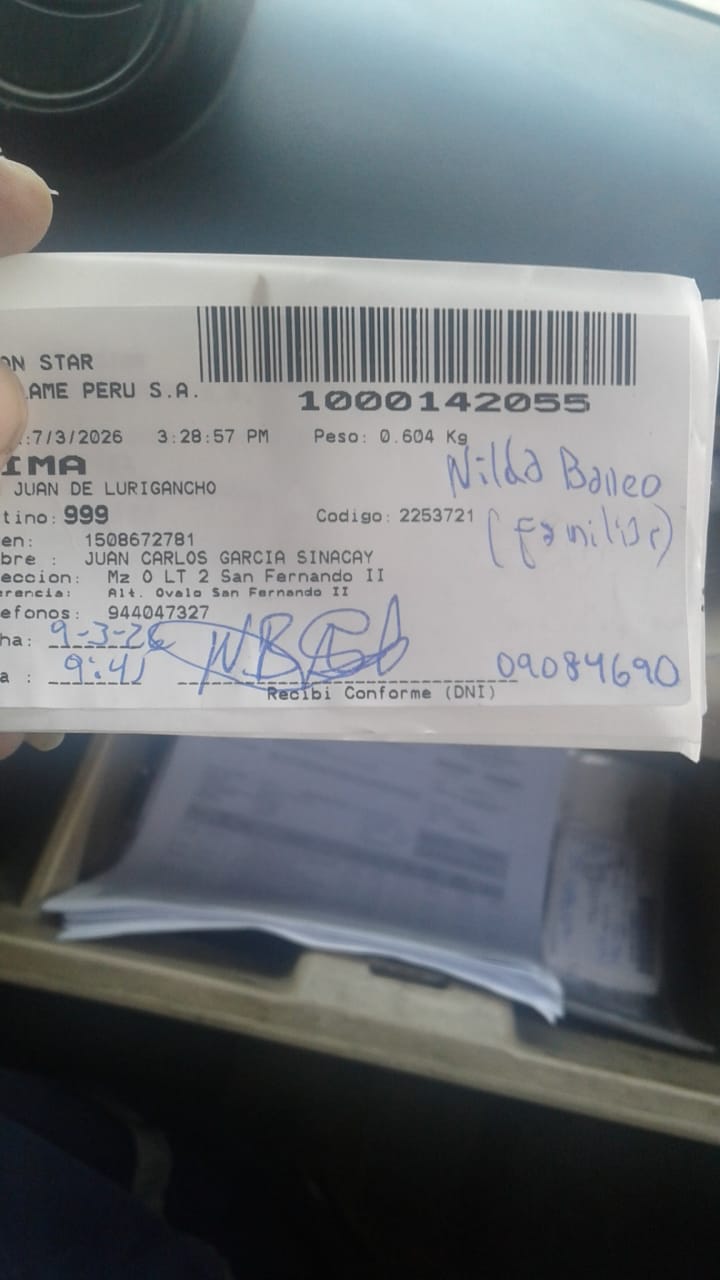 ON STAR
LAME PERU S.A.
1000142055
:7/3/2026 3:28:57 PM Peso: 0.604 Kg
IMA
JUAN DE LURIGANCHO
tino: 999 Codigo: 2253721
en: 1508672781
bre : JUAN CARLOS GARCIA SINACAY
eccion: Mz O LT 2 San Fernando II
erencia: Alt. Ovalo San Fernando II
efonos: 944047327
ha: 9-3-26
a : 9:41
Recibi Conforme (DNI)
Nilda
(familiar)
09084690